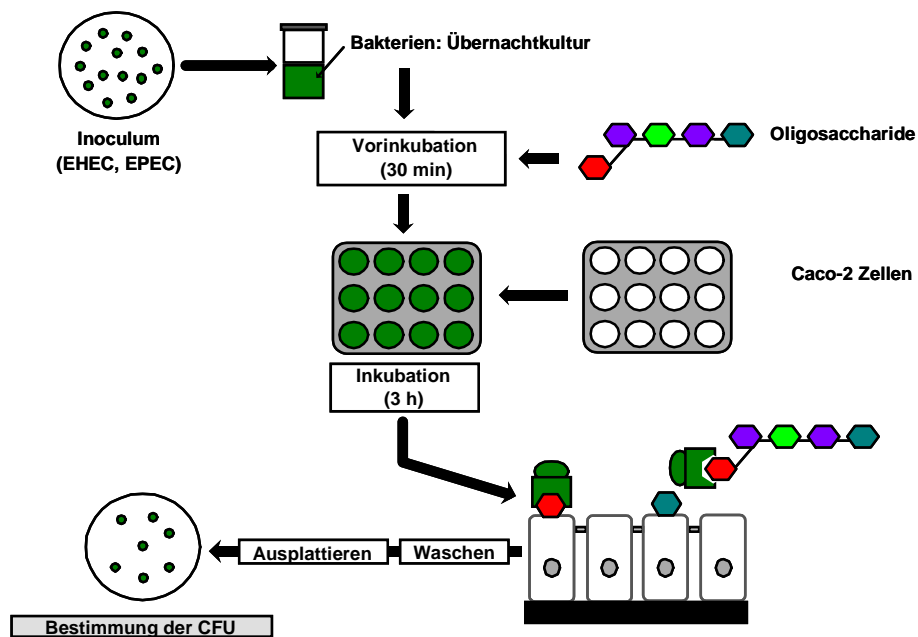 Bakterien: Übernachtkultur
Inoculum
(EHEC, EPEC)
Vorinkubation
(30 min)
Oligosaccharide
Caco-2 Zellen
Inkubation
(3 h)
Ausplattieren
Waschen
Bestimmung der CFU